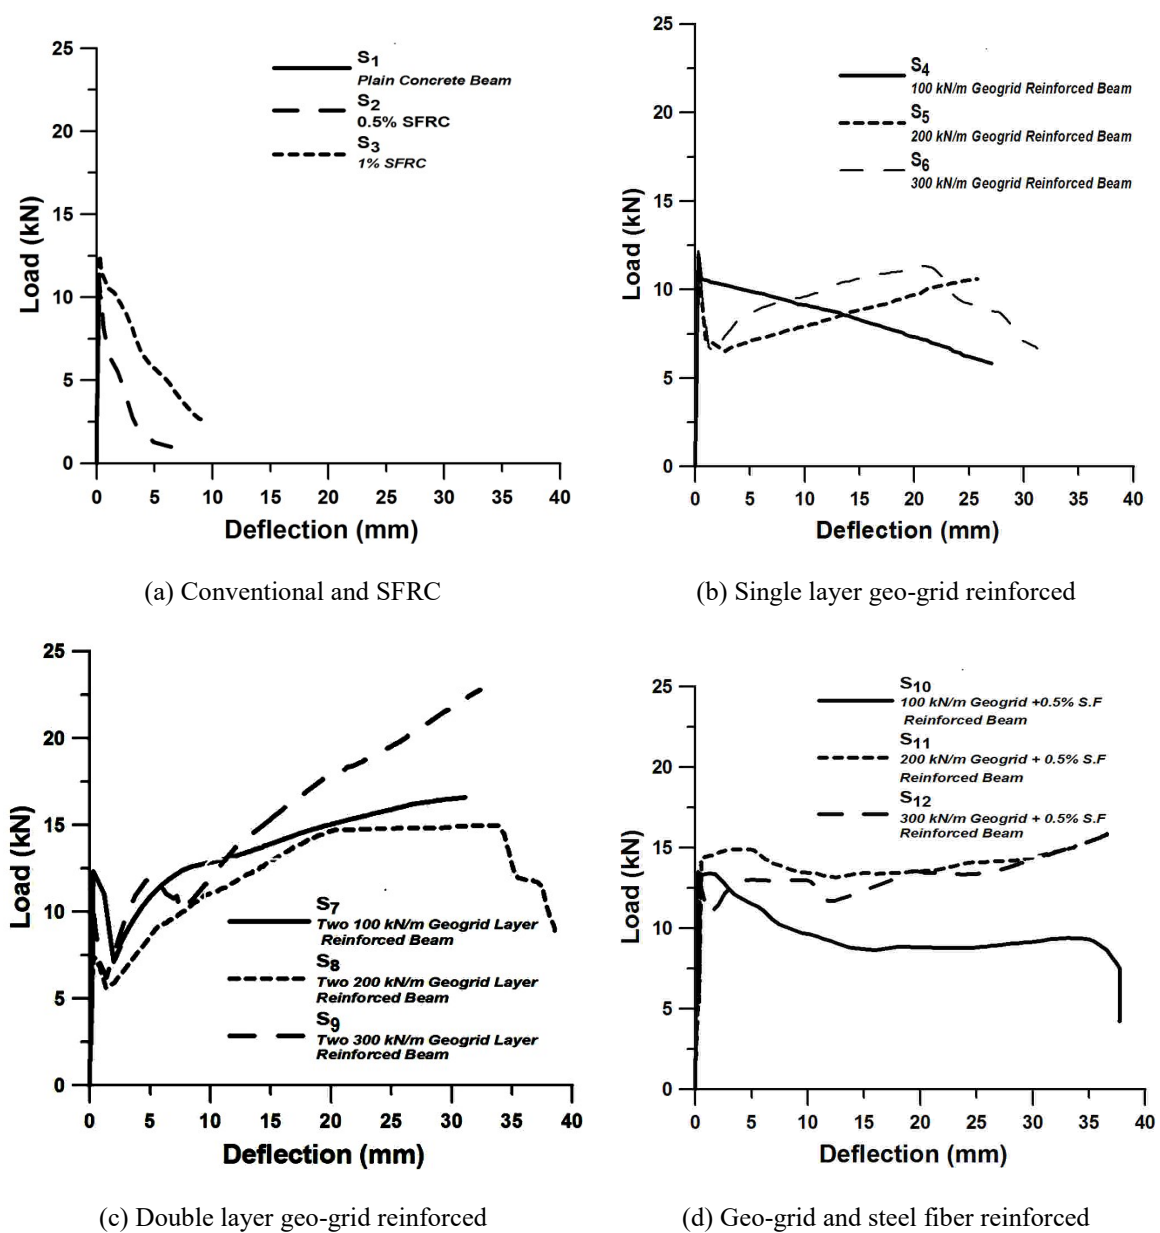 25
20
15
10
5
0
Load (kN)
S1
Plain Concrete Beam
S2
0.5% SFRC
S3
1% SFRC
0 5 10 15 20 25 30 35 40
Deflection (mm)
(a) Conventional and SFRC
25
20
15
10
5
0
Load (kN)
S4
100 kN/m Geogrid Reinforced Beam
S5
200 kN/m Geogrid Reinforced Beam
S6
300 kN/m Geogrid Reinforced Beam
0 5 10 15 20 25 30 35 40
Deflection (mm)
(b) Single layer geo-grid reinforced
25
20
15
10
5
0
Load (kN)
S7
Two 100 kN/m Geogrid Layer
Reinforced Beam
S8
Two 200 kN/m Geogrid Layer
Reinforced Beam
S9
Two 300 kN/m Geogrid Layer
Reinforced Beam
0 5 10 15 20 25 30 35 40
Deflection (mm)
(c) Double layer geo-grid reinforced
25
20
15
10
5
0
Load (kN)
S10
100 kN/m Geogrid +0.5% S.F
Reinforced Beam
S11
200 kN/m Geogrid + 0.5% S.F
Reinforced Beam
S12
300 kN/m Geogrid + 0.5% S.F
Reinforced Beam
0 5 10 15 20 25 30 35 40
Deflection (mm)
(d) Geo-grid and steel fiber reinforced